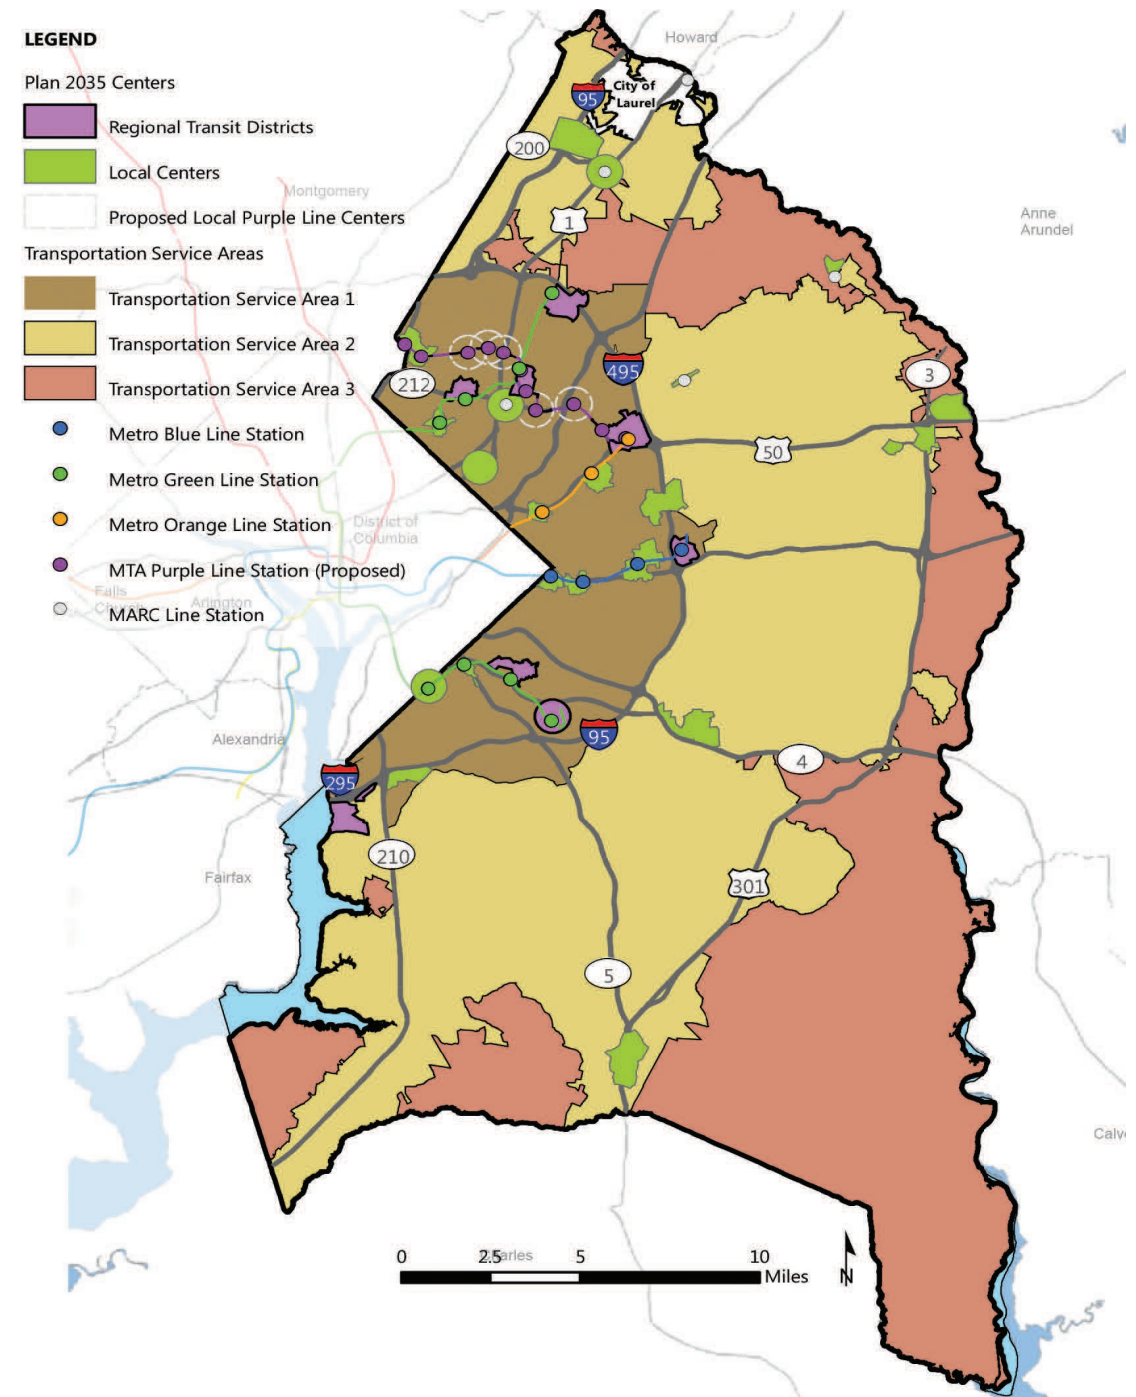 LEGEND
Plan 2035 Centers
Regional Transit Districts
Local Centers
Proposed Local Purple Line Centers
Transportation Service Areas
Transportation Service Area 1
Transportation Service Area 2
Transportation Service Area 3
Metro Blue Line Station
Metro Green Line Station
Metro Orange Line Station
MTA Purple Line Station (Proposed)
MARC Line Station
Howard
City of
Laurel
95
200
Montgomery
1
Anne
Arundel
495
212
3
50
District of
Columbia
Falls
Church
Arlington
Alexandria
95
4
295
210
Fairfax
301
5
Calve
Charles
0
2.5
5
10
Miles
N